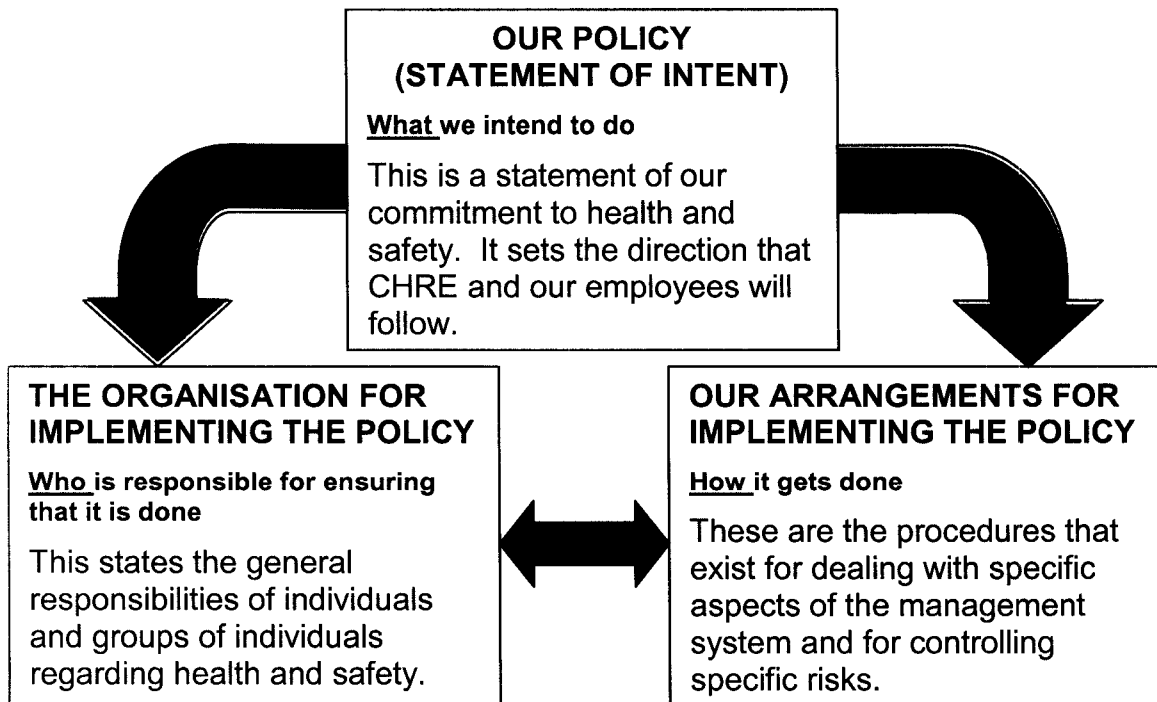 OUR POLICY
(STATEMENT OF INTENT)
What we intend to do
This is a statement of our
commitment to health and
safety.  It sets the direction that
CHRE and our employees will
follow.
THE ORGANISATION FOR
IMPLEMENTING THE POLICY
Who is responsible for ensuring
that it is done
This states the general
responsibilities of individuals
and groups of individuals
regarding health and safety.
OUR ARRANGEMENTS FOR
IMPLEMENTING THE POLICY
How it gets done
These are the procedures that
exist for dealing with specific
aspects of the management
system and for controlling
specific risks.